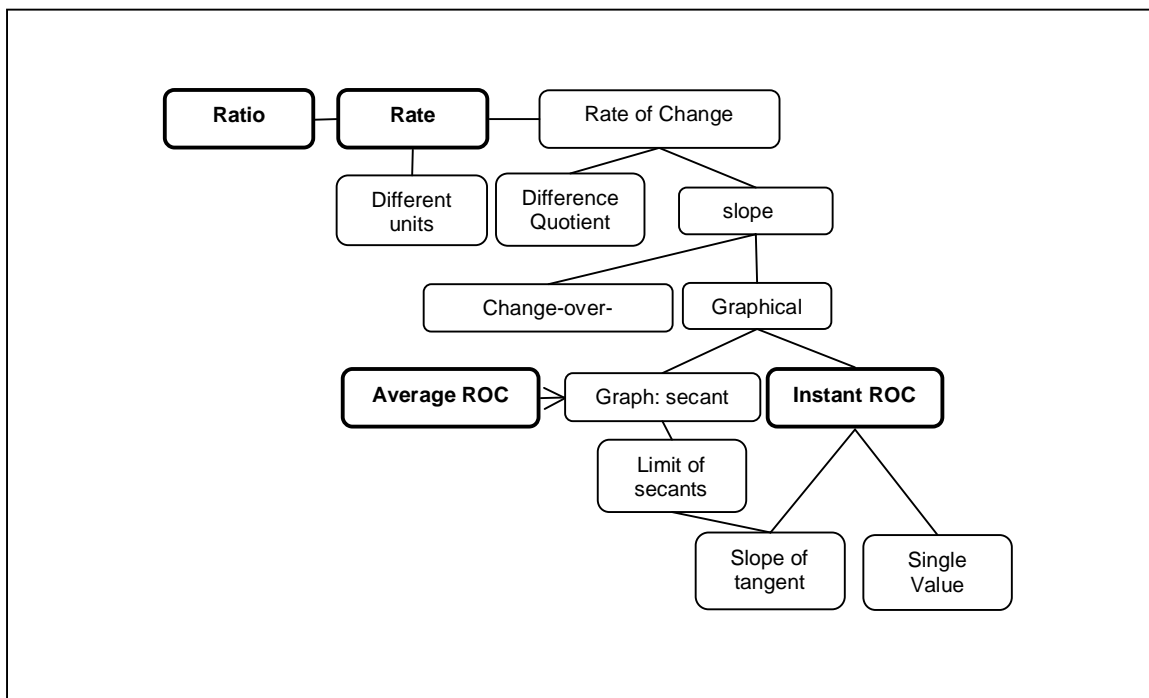 Ratio
Rate
Rate of Change
Different
units
Difference
Quotient
slope
Change-over-
Graphical
Average ROC
Graph: secant
Instant ROC
Limit of
secants
Slope of
tangent
Single
Value